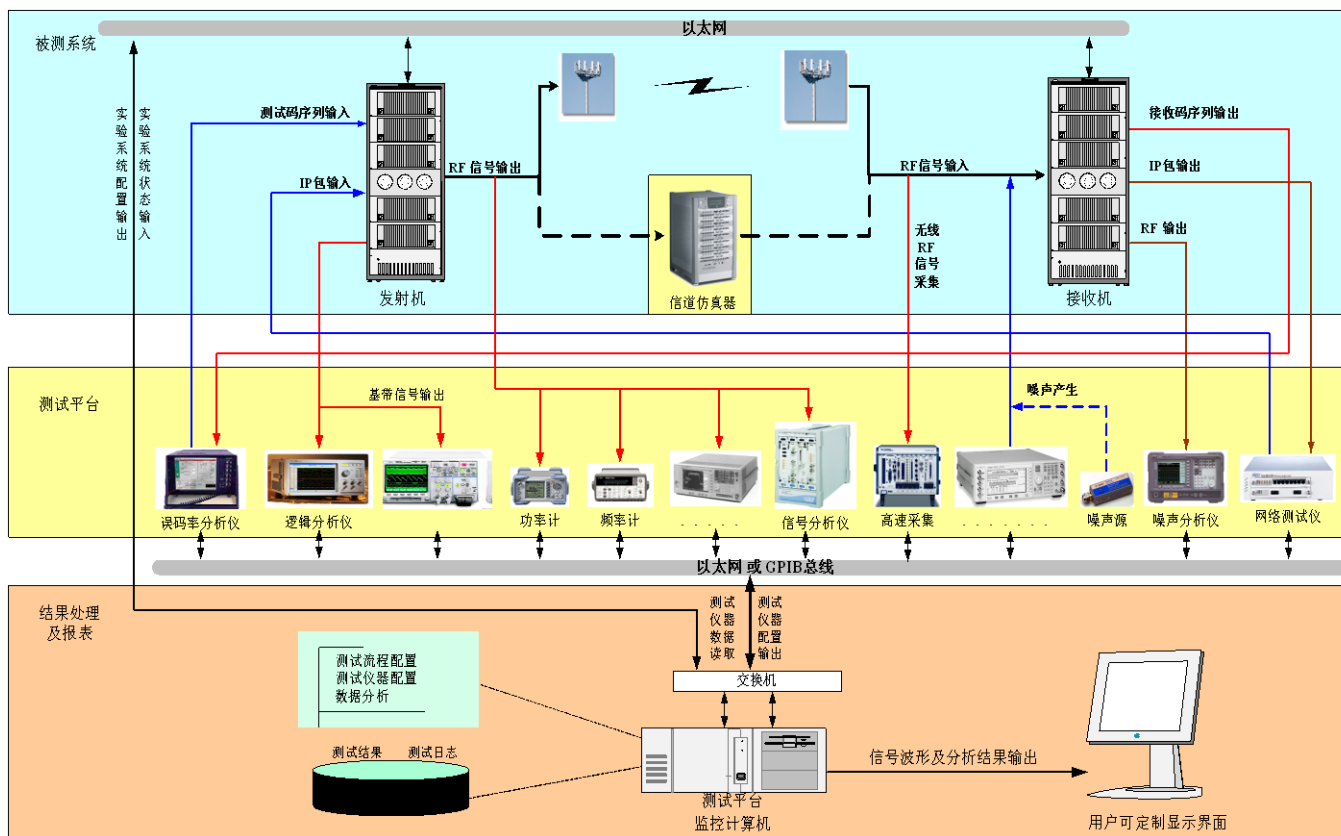 以太网
被测系统
实验系统配置输出
实验系统状态输入
测试码序列输入
IP包输入
RF 信号输出
发射机
信道仿真器
RF信号输入
无线
RF
信号
采集
接收码序列输出
IP包输出
RF 输出
接收机
测试平台
基带信号输出
噪声产生
误码率分析仪
逻辑分析仪
功率计
频率计
. . . . .
信号分析仪
高速采集
. . . . . . .
噪声源
噪声分析仪
网络测试仪
以太网 或 GPIB总线
结果处理
及报表
测试
仪器
数据
读取
测试
仪器
配置
输出
交换机
测试流程配置
测试仪器配置
数据分析
测试结果
测试日志
测试平台
监控计算机
信号波形及分析结果输出
用户可定制显示界面